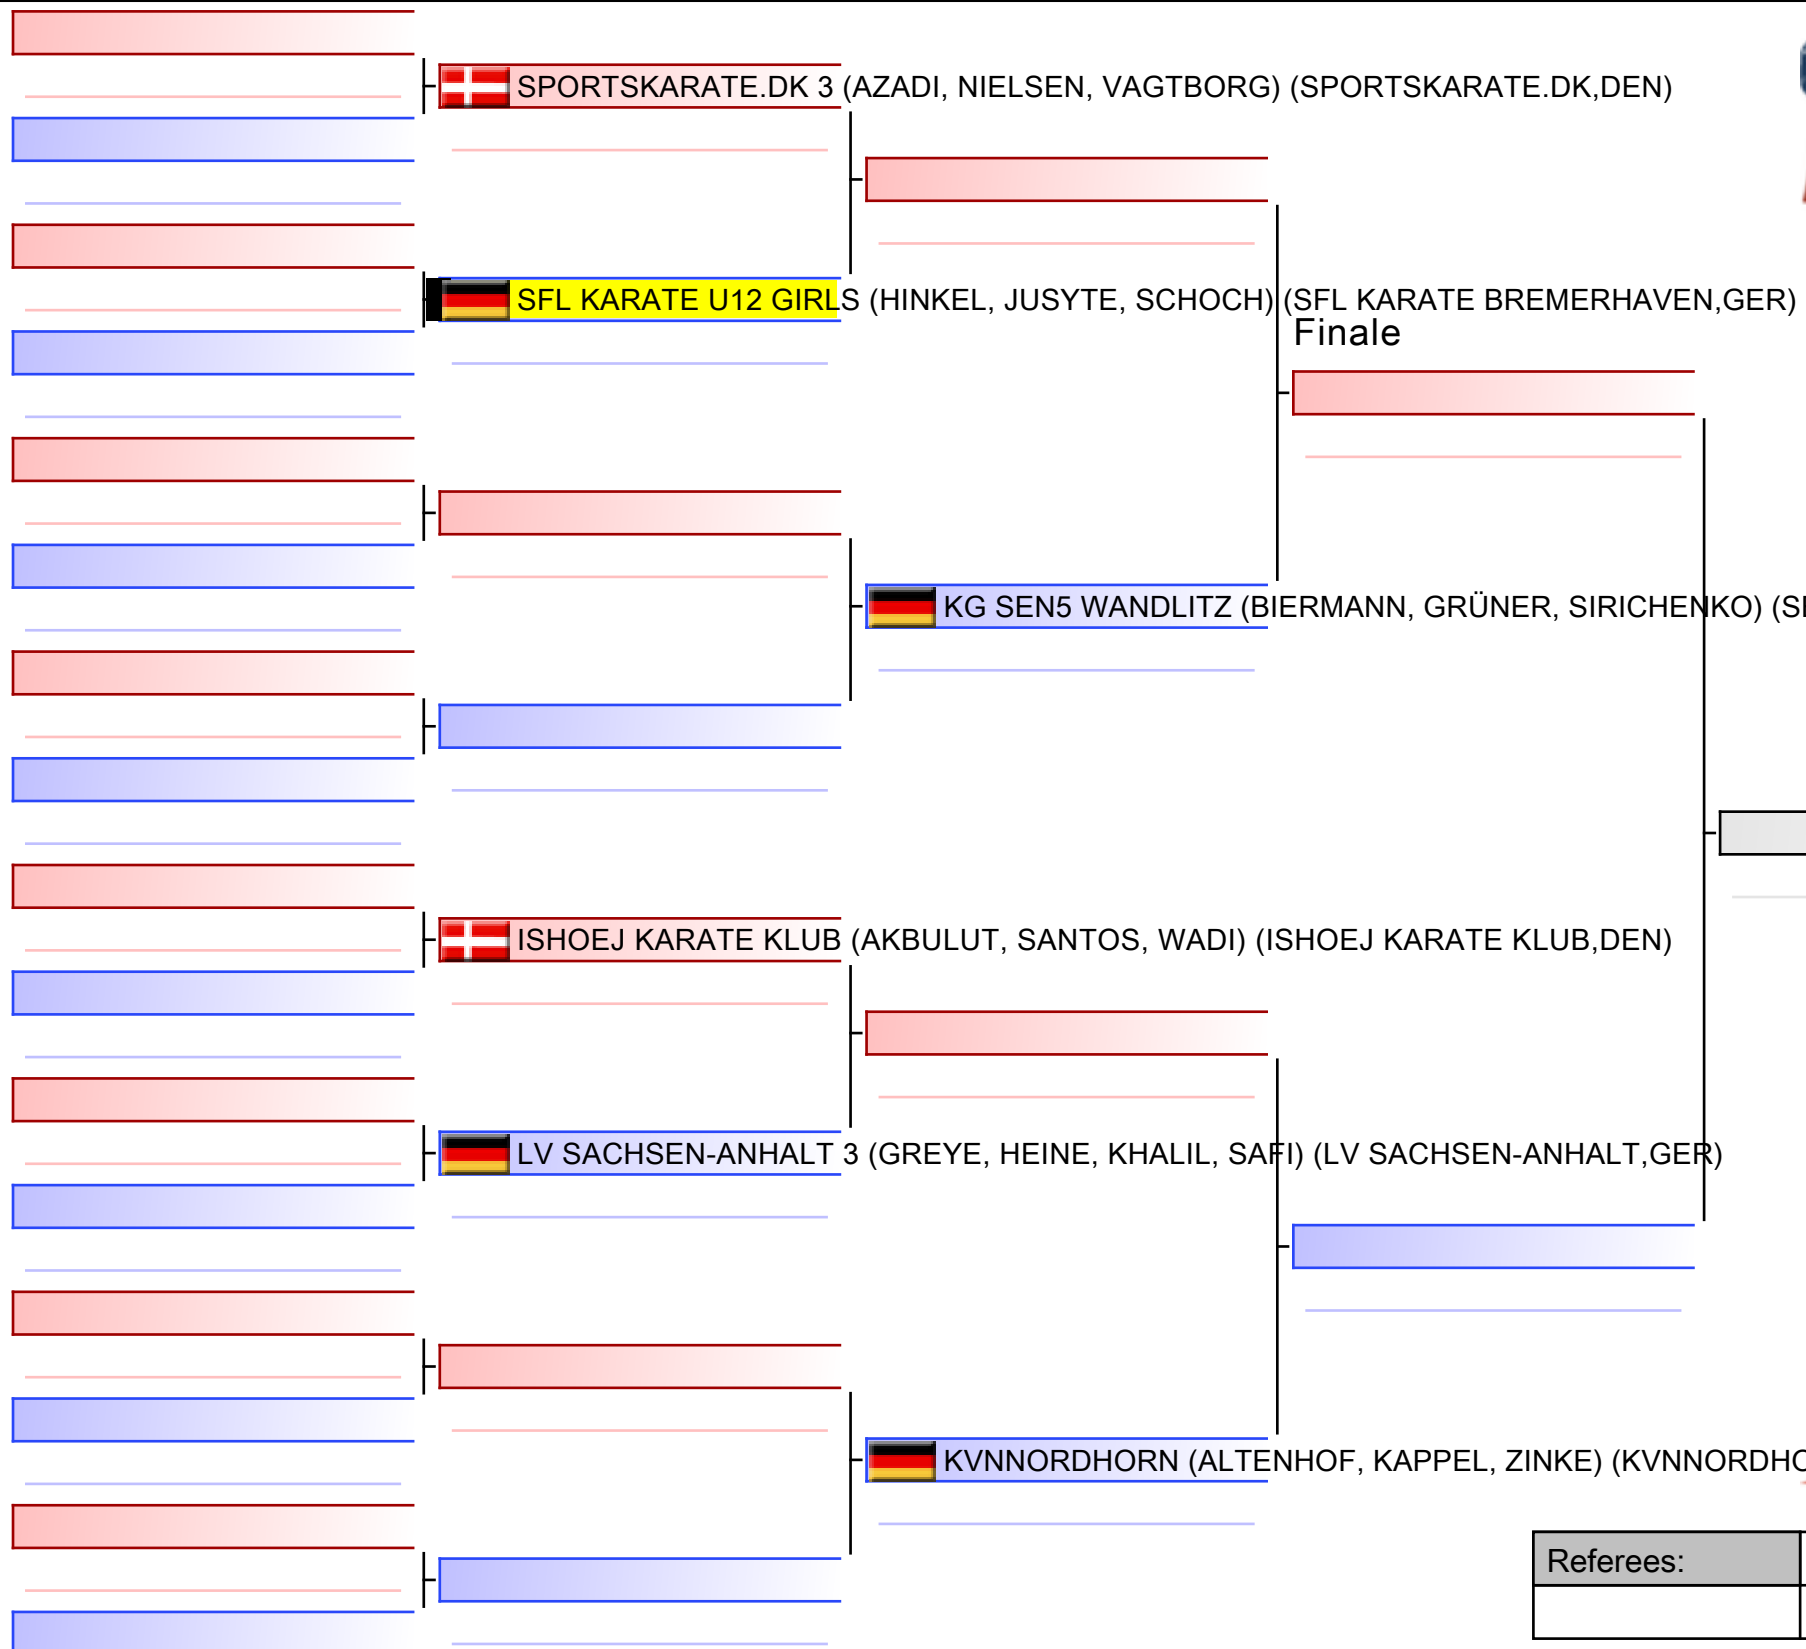 SPORTSKARATE.DK 3 (AZADI, NIELSEN, VAGTBORG) (SPORTSKARATE.DK,DEN)
SFL KARATE U12 GIRLS (HINKEL, JUSYTE, SCHOCH) (SFL KARATE BREMERHAVEN,GER)
Finale
KG SEN5 WANDLITZ (BIERMANN, GRÜNER, SIRICHENKO)
ISHOEJ KARATE KLUB (AKBULUT, SANTOS, WADI) (ISHOEJ KARATE KLUB,DEN)
LV SACHSEN-ANHALT 3 (GREYE, HEINE, KHALIL, SAFI) (LV SACHSEN-ANHALT,GER)
KVNNORDHORN (ALTENHOF, KAPPEL, ZINKE) (KVNNORDHO
Referees: